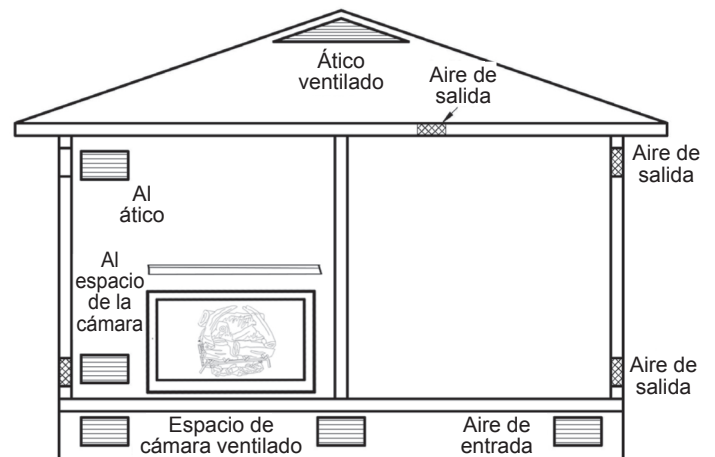 Ático
ventilado
Aire de
salida
Aire de
salida
Al
ático
Al
espacio
de la
cámara
Aire de
salida
Espacio de
cámara ventilado
Aire de
entrada